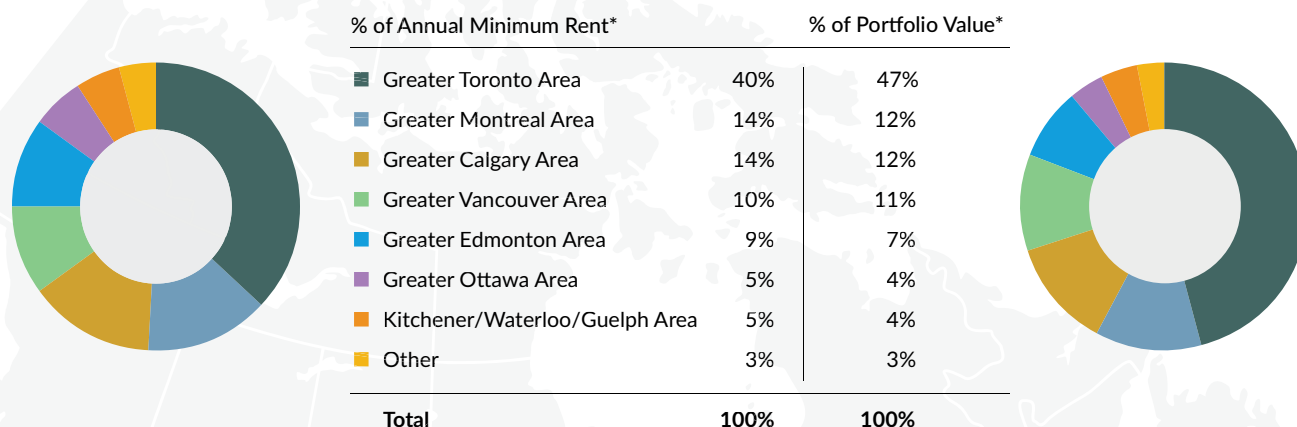 % of Annual Minimum Rent* % of Portfolio Value*
Greater Toronto Area 40% 47%
Greater Montreal Area 14% 12%
Greater Calgary Area 14% 12%
Greater Vancouver Area 10% 11%
Greater Edmonton Area 9% 7%
Greater Ottawa Area 5% 4%
Kitchener/Waterloo/Guelph Area 5% 4%
Other 3% 3%
Total 100% 100%